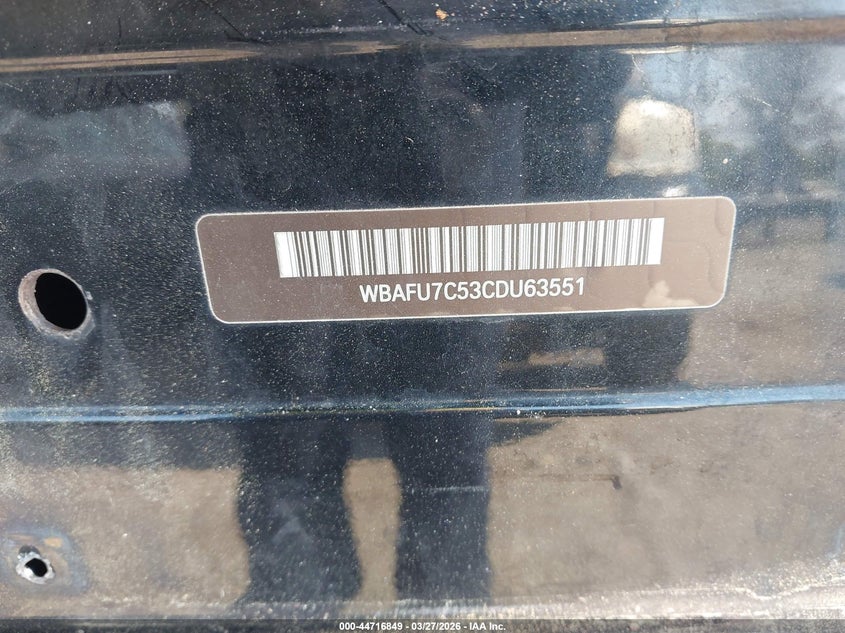 WBAFU7C53CDU63551
000-44716849 - 03/27/2026 - IAA Inc.